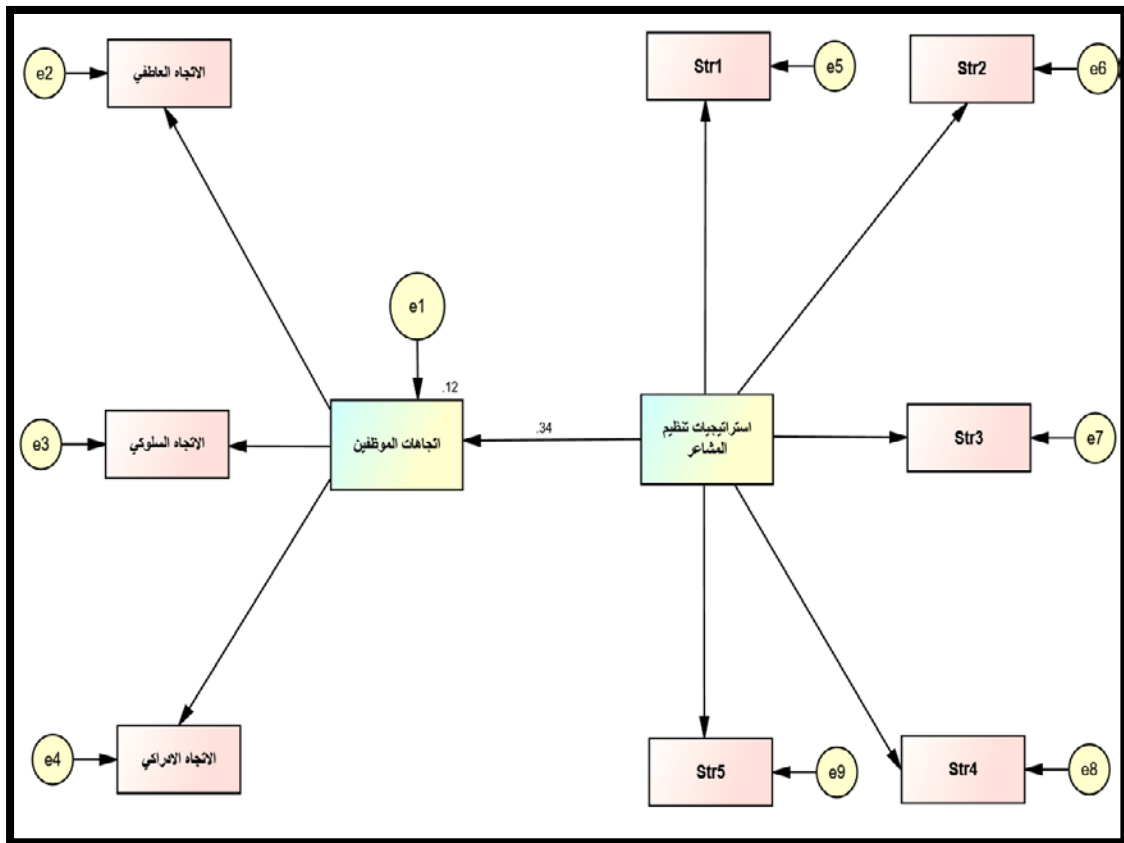 e2
الاتجاه العاطفي
Str1
e5
Str2
e6
e1
.12
e3
الاتجاه السلوكي
اتجاهات الموظفين
.34
استراتيجيات تنظيم
المشاعر
Str3
e7
e4
الاتجاه الادراكي
Str5
e9
Str4
e8